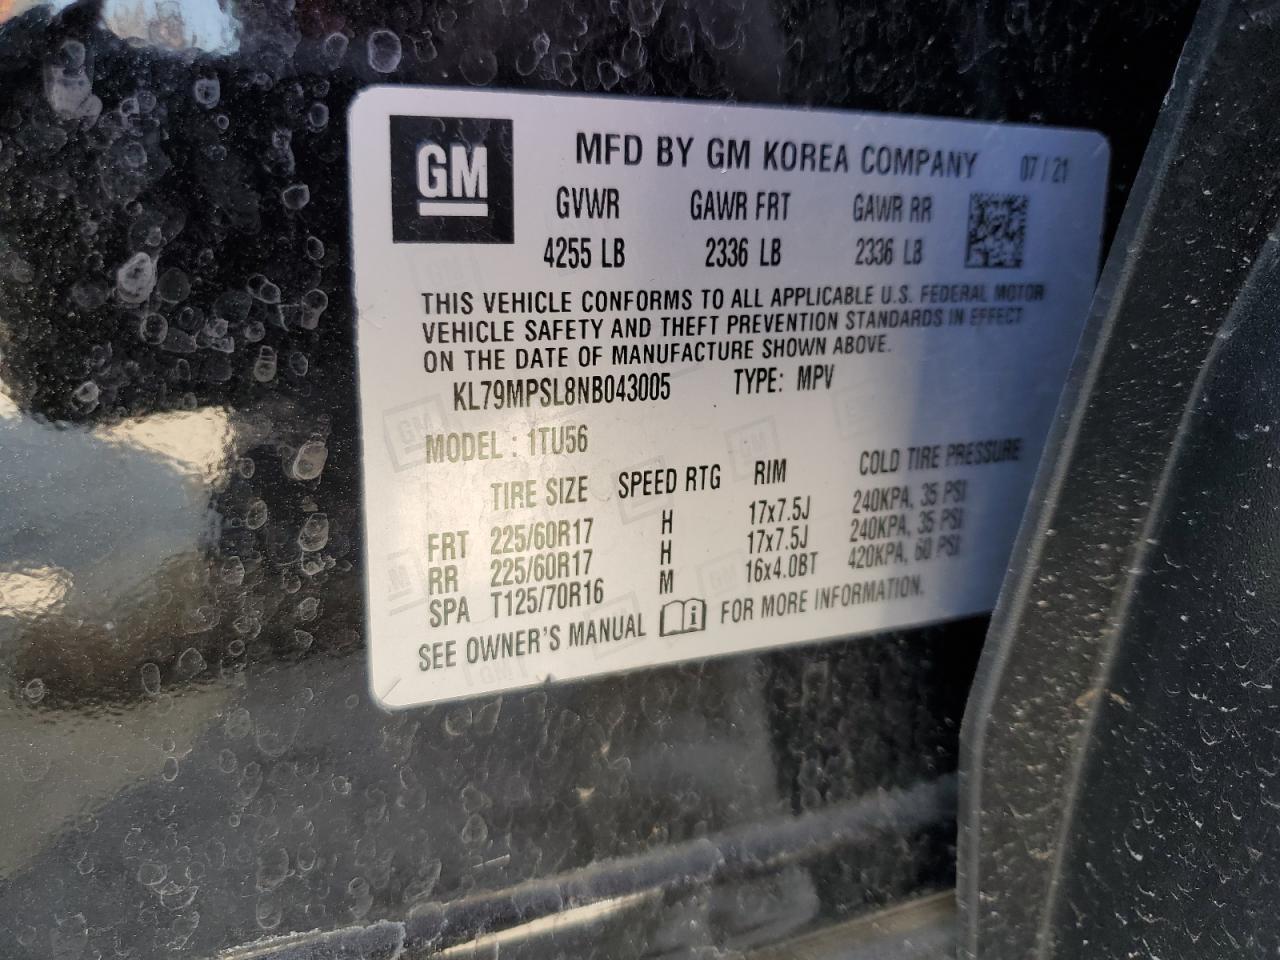 GM
MFD BY GM KOREA COMPANY 07 / 21
GVWR GAWR FRT GAWR RR
4255 LB 2336 LB 2336 LB
THIS VEHICLE CONFORMS TO ALL APPLICABLE U.S. FEDERAL MOTOR
VEHICLE SAFETY AND THEFT PREVENTION STANDARDS IN EFFECT
ON THE DATE OF MANUFACTURE SHOWN ABOVE.
KL79MPSL8NB043005 TYPE: MPV
MODEL : 1TU56
TIRE SIZE SPEED RTG RIM COLD TIRE PRESSURE
FRT 225/60R17 H 17x7.5J 240KPA, 35 PSI
RR 225/60R17 H 17x7.5J 240KPA, 35 PSI
SPA T125/70R16 M 16x4.0BT 420KPA, 60 PSI
SEE OWNER'S MANUAL FOR MORE INFORMATION.